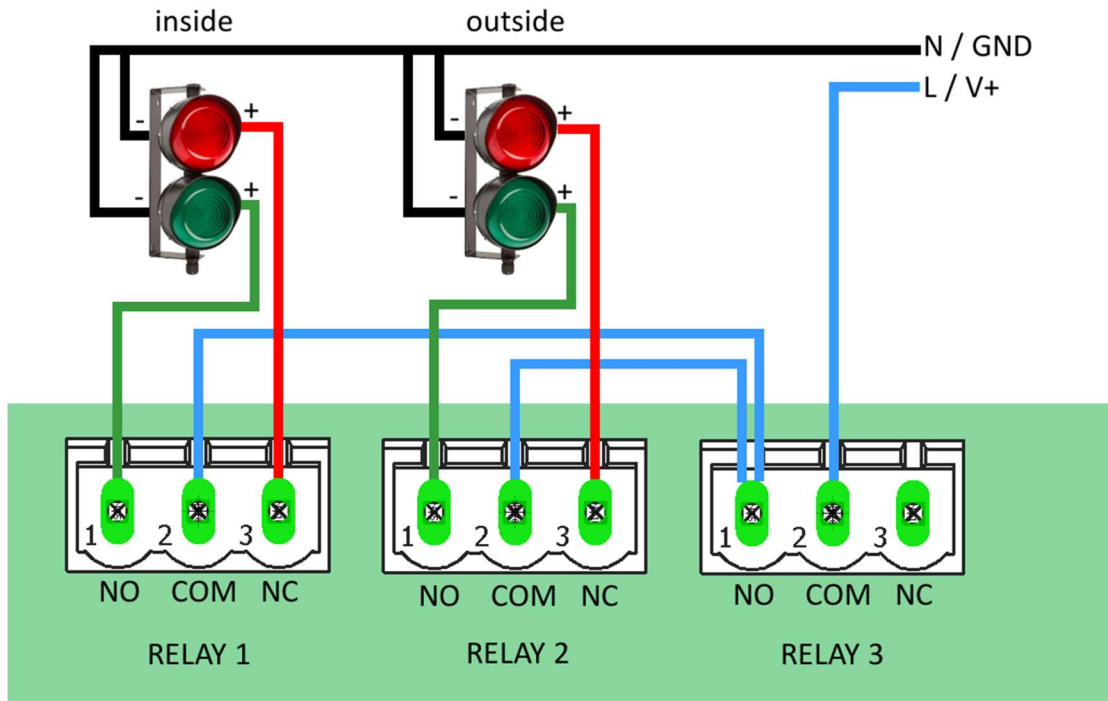 inside
outside
N / GND
L / V+
- +
- +
- +
- +
1 2 3
1 2 3
1 2 3
NO COM NC
NO COM NC
NO COM NC
RELAY 1
RELAY 2
RELAY 3